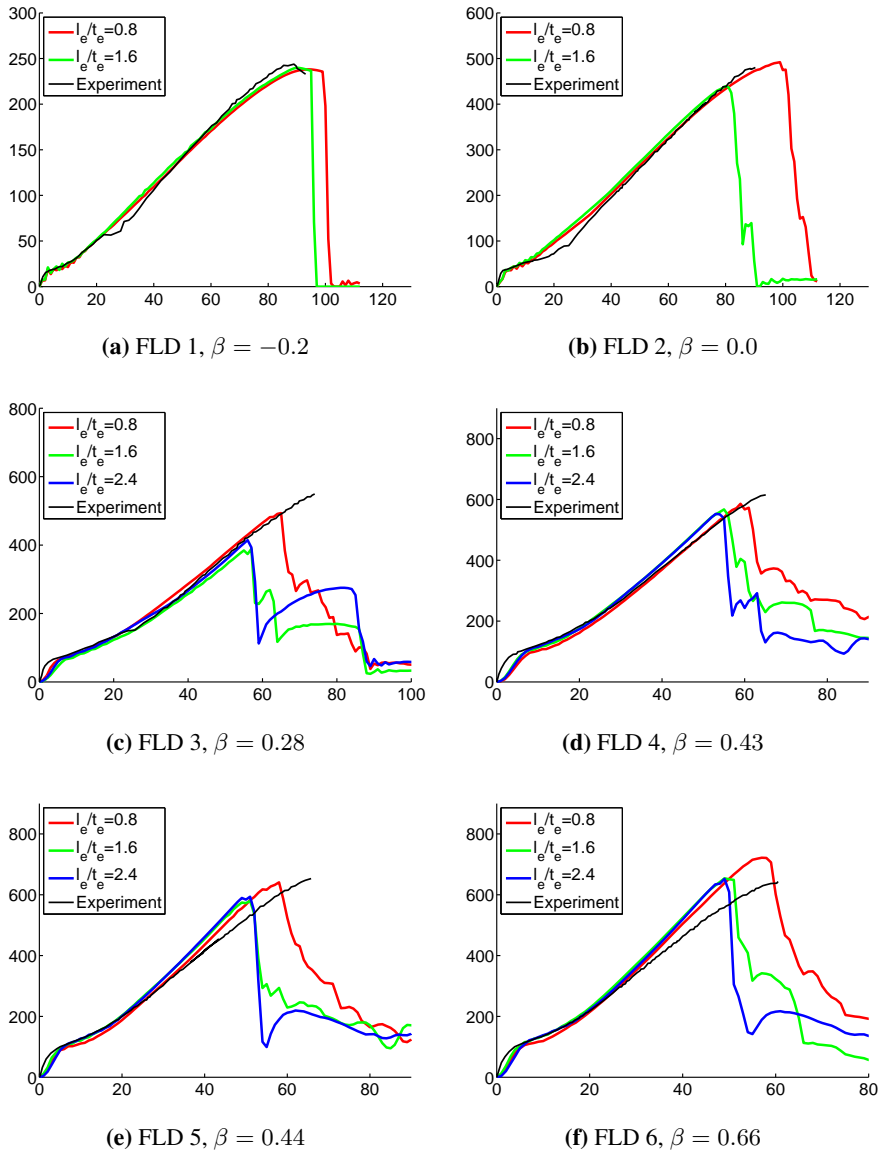 l_e/t_e=0.8
l_e/t_e=1.6
Experiment
300
250
200
150
100
50
0
0 20 40 60 80 100 120
(a) FLD 1, β = −0.2
l_e/t_e=0.8
l_e/t_e=1.6
Experiment
600
500
400
300
200
100
0
0 20 40 60 80 100 120
(b) FLD 2, β = 0.0
l_e/t_e=0.8
l_e/t_e=1.6
l_e/t_e=2.4
Experiment
800
600
400
200
0
0 20 40 60 80 100
(c) FLD 3, β = 0.28
l_e/t_e=0.8
l_e/t_e=1.6
l_e/t_e=2.4
Experiment
800
600
400
200
0
0 20 40 60 80
(d) FLD 4, β = 0.43
l_e/t_e=0.8
l_e/t_e=1.6
l_e/t_e=2.4
Experiment
800
600
400
200
0
0 20 40 60 80
(e) FLD 5, β = 0.44
l_e/t_e=0.8
l_e/t_e=1.6
l_e/t_e=2.4
Experiment
800
600
400
200
0
0 20 40 60 80
(f) FLD 6, β = 0.66